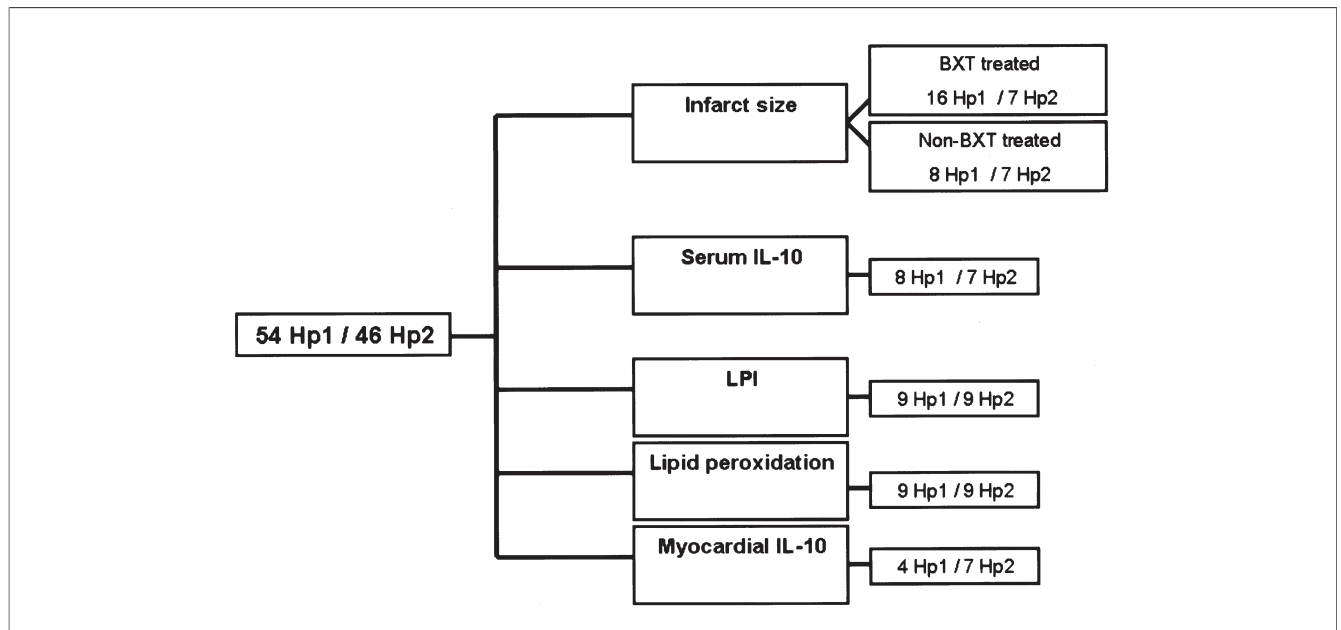 54 Hp1 / 46 Hp2
Infarct size
BXT treated
16 Hp1 / 7 Hp2
Non-BXT treated
8 Hp1 / 7 Hp2
Serum IL-10
8 Hp1 / 7 Hp2
LPI
9 Hp1 / 9 Hp2
Lipid peroxidation
9 Hp1 / 9 Hp2
Myocardial IL-10
4 Hp1 / 7 Hp2